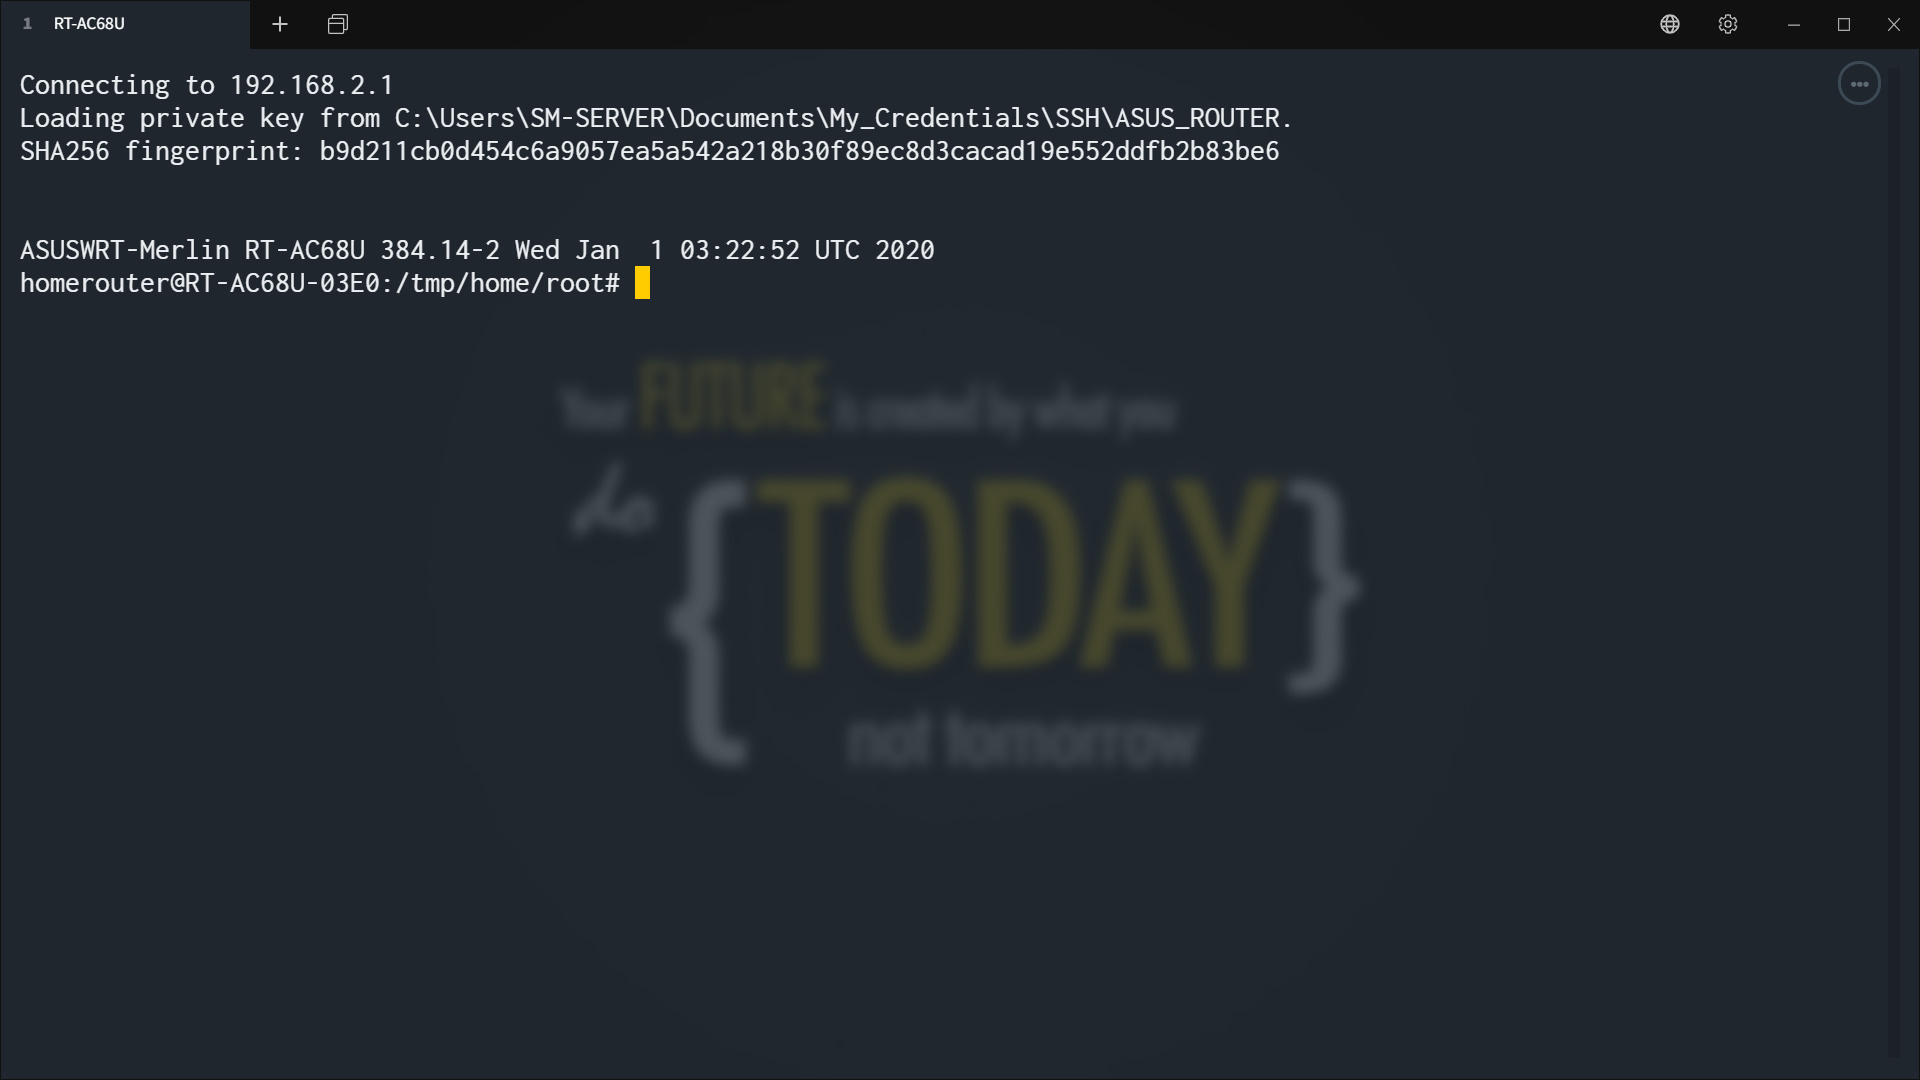 1 RT-AC68U
Connecting to 192.168.2.1
Loading private key from C:\Users\SM-SERVER\Documents\My_Credentials\SSH\ASUS_ROUTER.
SHA256 fingerprint: b9d211cb0d454c6a9057ea5a542a218b30f89ec8d3cacad19e552ddfb2b83be6
ASUSWRT-Merlin RT-AC68U 384.14-2 Wed Jan  1 03:22:52 UTC 2020
homerouter@RT-AC68U-03E0:/tmp/home/root#
Your FUTURE is created by what you
do {TODAY}
not tomorrow